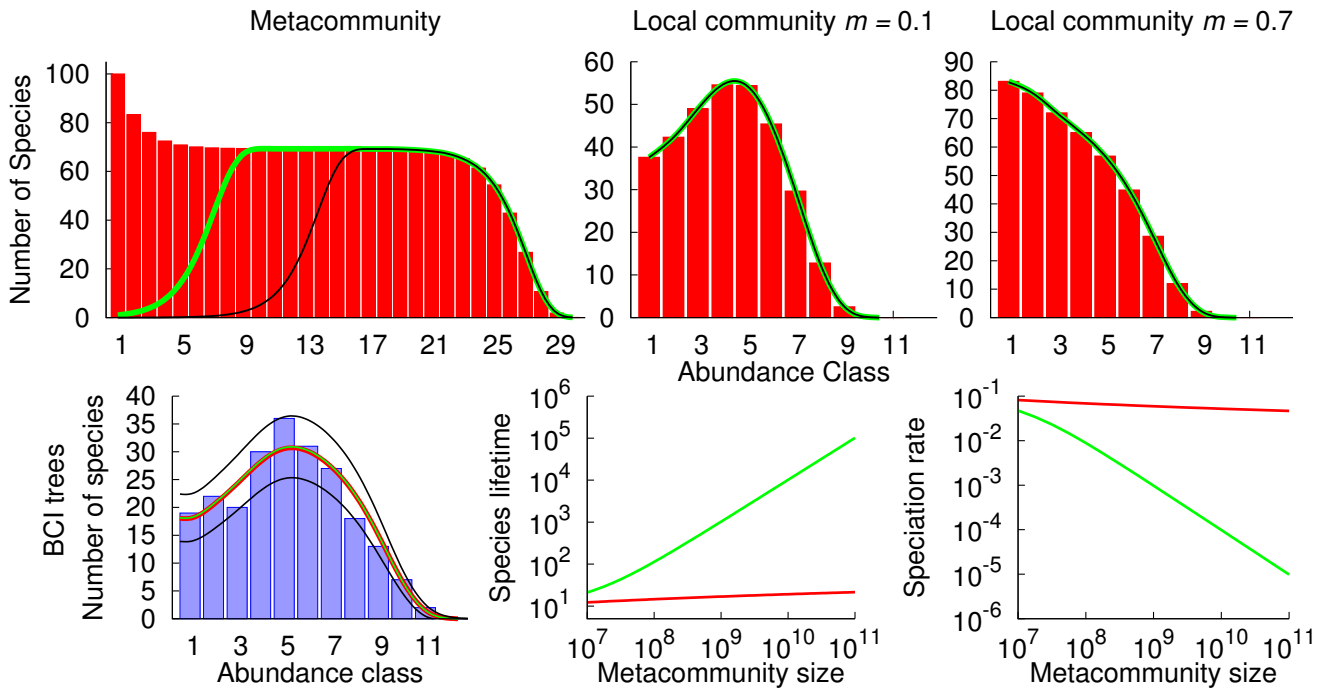 Metacommunity
Local community m = 0.1
Local community m = 0.7
Number of Species
100
80
60
40
20
0
1 5 9 13 17 21 25 29
60
50
40
30
20
10
0
1 3 5 7 9 11
Abundance Class
90
80
70
60
50
40
30
20
10
0
1 3 5 7 9 11
BCI trees
Number of species
40
35
30
25
20
15
10
5
0
1 3 5 7 9 11
Abundance class
Species lifetime
10^6
10^5
10^4
10^3
10^2
10^1
10^7 10^8 10^9 10^10 10^11
Metacommunity size
Speciation rate
10^-1
10^-2
10^-3
10^-4
10^-5
10^-6
10^7 10^8 10^9 10^10 10^11
Metacommunity size